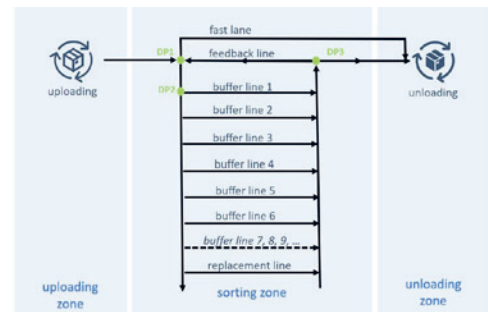 fast lane
DP1
feedback line
DP3
uploading
unloading
DP2
buffer line 1
buffer line 2
buffer line 3
buffer line 4
buffer line 5
buffer line 6
buffer line 7, 8, 9, ...
replacement line
uploading
zone
sorting zone
unloading
zone